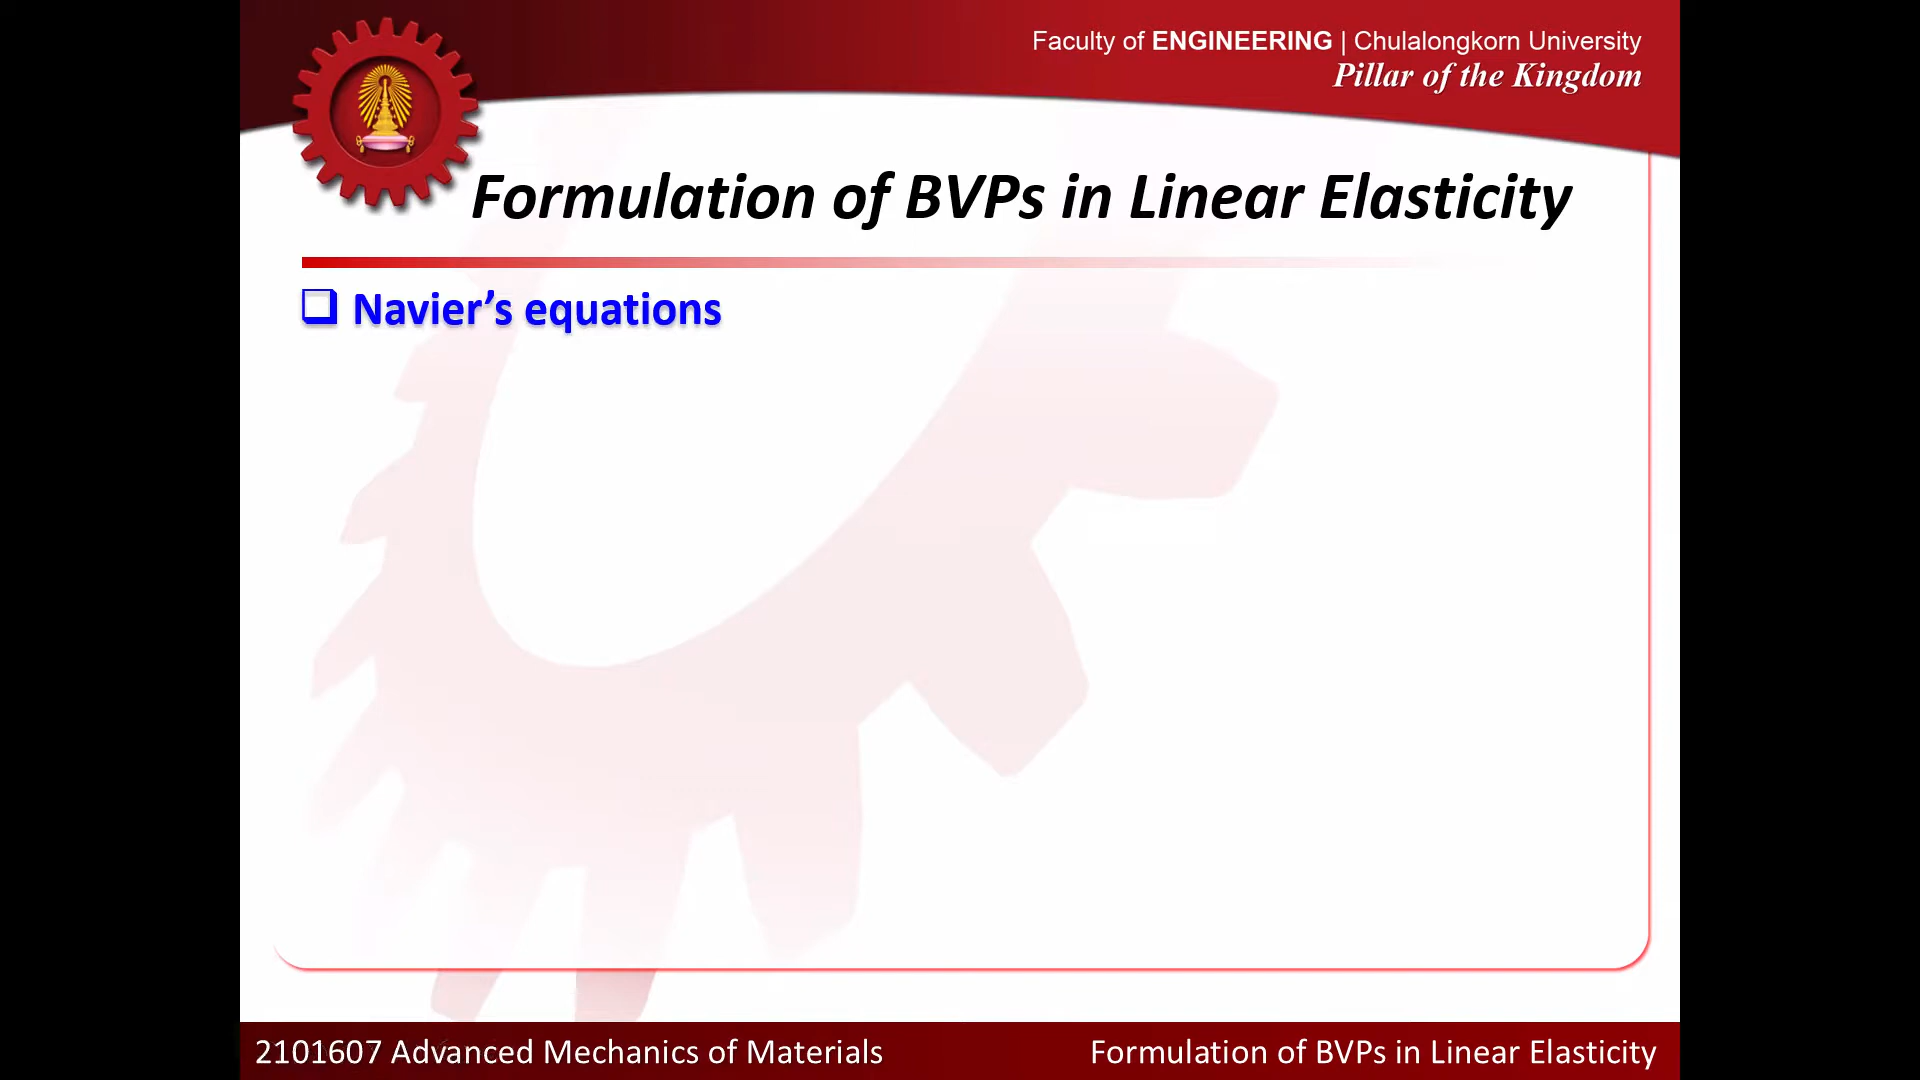 Faculty of ENGINEERING | Chulalongkorn University
Pillar of the Kingdom
Formulation of BVPs in Linear Elasticity
Navier’s equations
2101607 Advanced Mechanics of Materials
Formulation of BVPs in Linear Elasticity